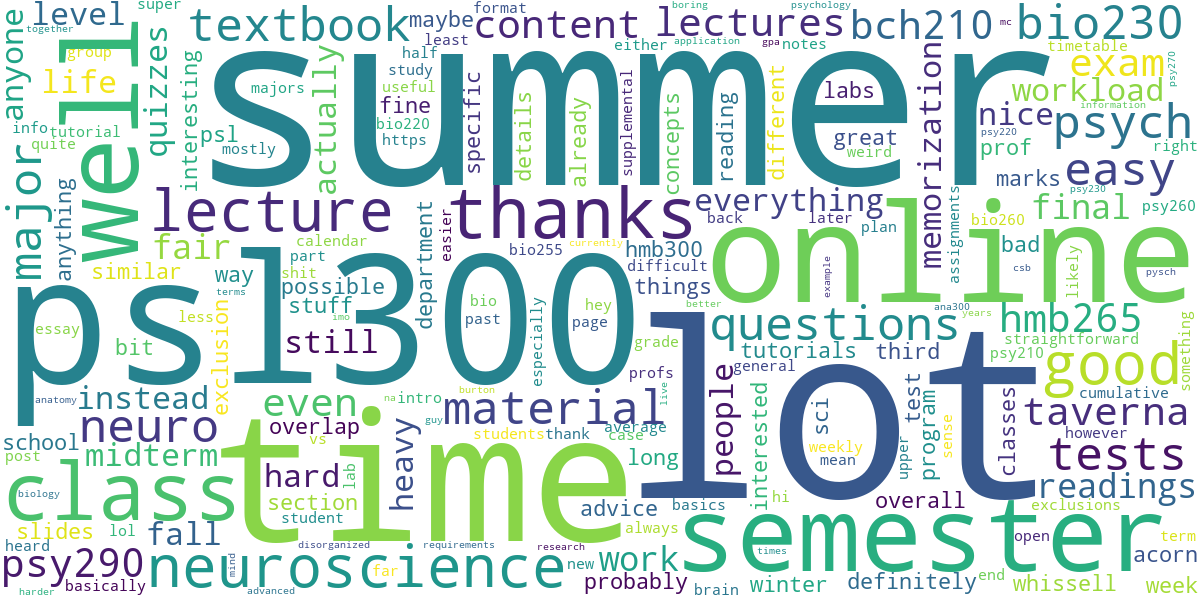 level
super
textbook
maybe
format
content
boring
lectures
psychology
bch210
mc
bio230
together
anyone
group
life
info
tutorial
quite
well
quizzes
interesting
majors
psl
mostly
summer
actually
least
half
study
useful
fine
bio220
https
either
application
gpa
notes
specific
details
already
supplemental
concepts
reading
different
labs
great
weird
memorization
timetable
exam
workload
nice
psy270
information
psych
psy220
prof
right
marks
easy
psy230
major
anything
lecture
thanks
everything
back
later
plan
assignments
final
psy260
bio260
fair
calendar
similar
part
way
shit
possible
terms
stuff
department
easier
bio255
currently
hmb300
difficult
things
online
example
better
bad
csb
likely
pysch
psl300
essay
less
imo
bit
exclusion
still
bio
past
hey
page
especially
grade
profs
lot
questions
ana300
years
hmb265
straightforward
something
tutorials
third
psy210
good
general
anatomy
instead
neuro
even
na
intro
burton
guy
material
live
people
interested
sci
weekly
mean
upper
test
program
sense
classes
cumulative
taverna
however
tests
school
post
midterm
overlap
vs
time
hard
heavy
students
thank
average
case
long
biology
class
lab
section
student
advice
basics
hi
always
overall
readings
exclusions
slides
lol
fall
heard
disorganized
requirements
research
new
work
times
semester
open
term
acorn
psy290
basically
mind
neuroscience
far
harder
advanced
probably
brain
winter
definitely
end
whissell
week